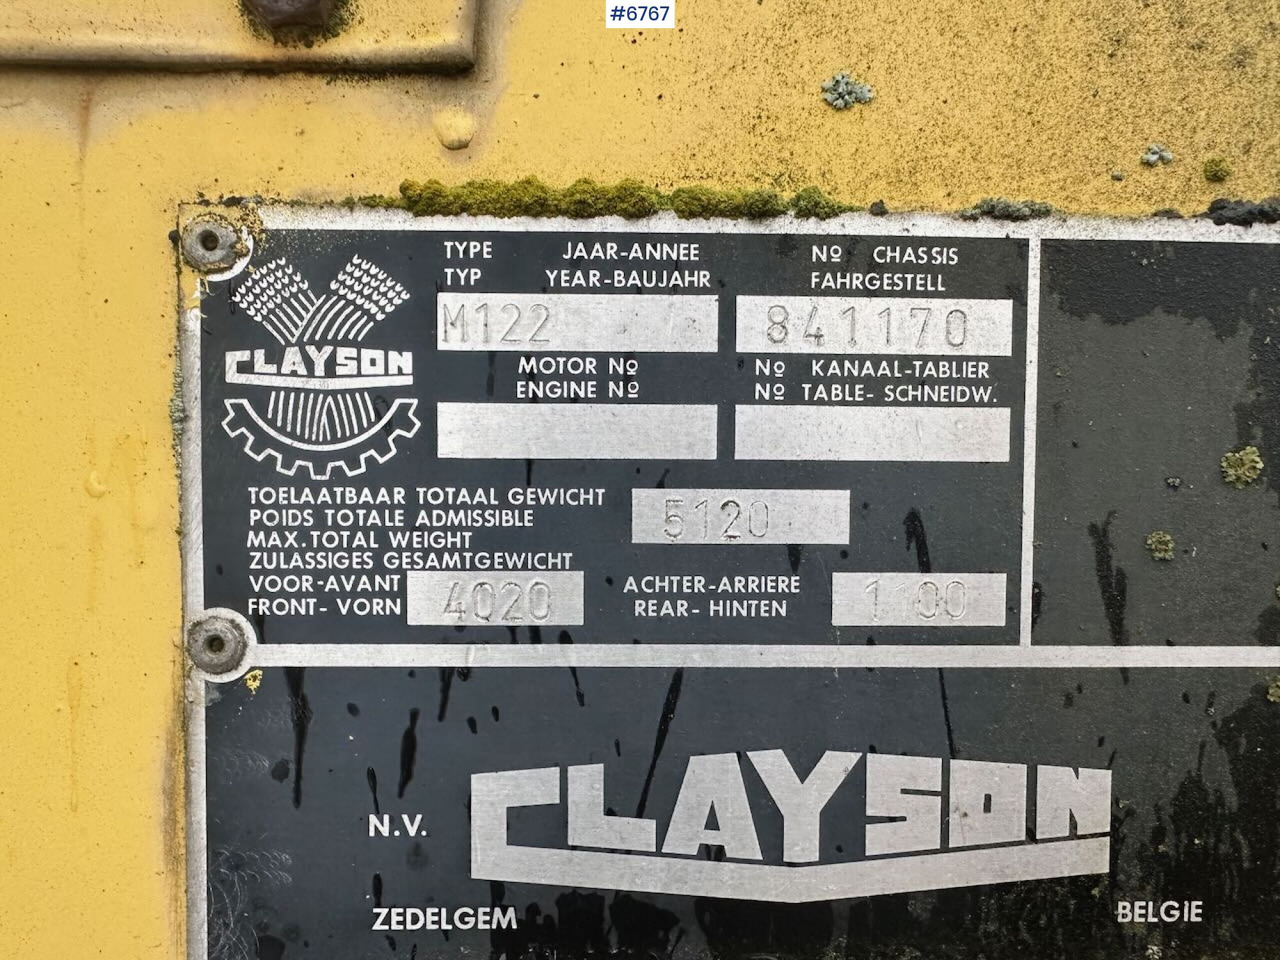 #6767
TYPE JAAR-ANNEE
TYP YEAR-BAUJAHR
M122
Nº CHASSIS
FAHRGESTELL
841170
CLAYSON
MOTOR Nº
ENGINE Nº
Nº KANAAL-TABLIER
Nº TABLE- SCHNEIDW.
TOELAATBAAR TOTAAL GEWICHT
POIDS TOTALE ADMISSIBLE
MAX. TOTAL WEIGHT
ZULASSIGES GESAMTGEWICHT
5120
VOOR-AVANT
FRONT- VORN
4020
ACHTER-ARRIERE
REAR- HINTEN
1100
N.V. CLAYSON
ZEDELGEM BELGIE